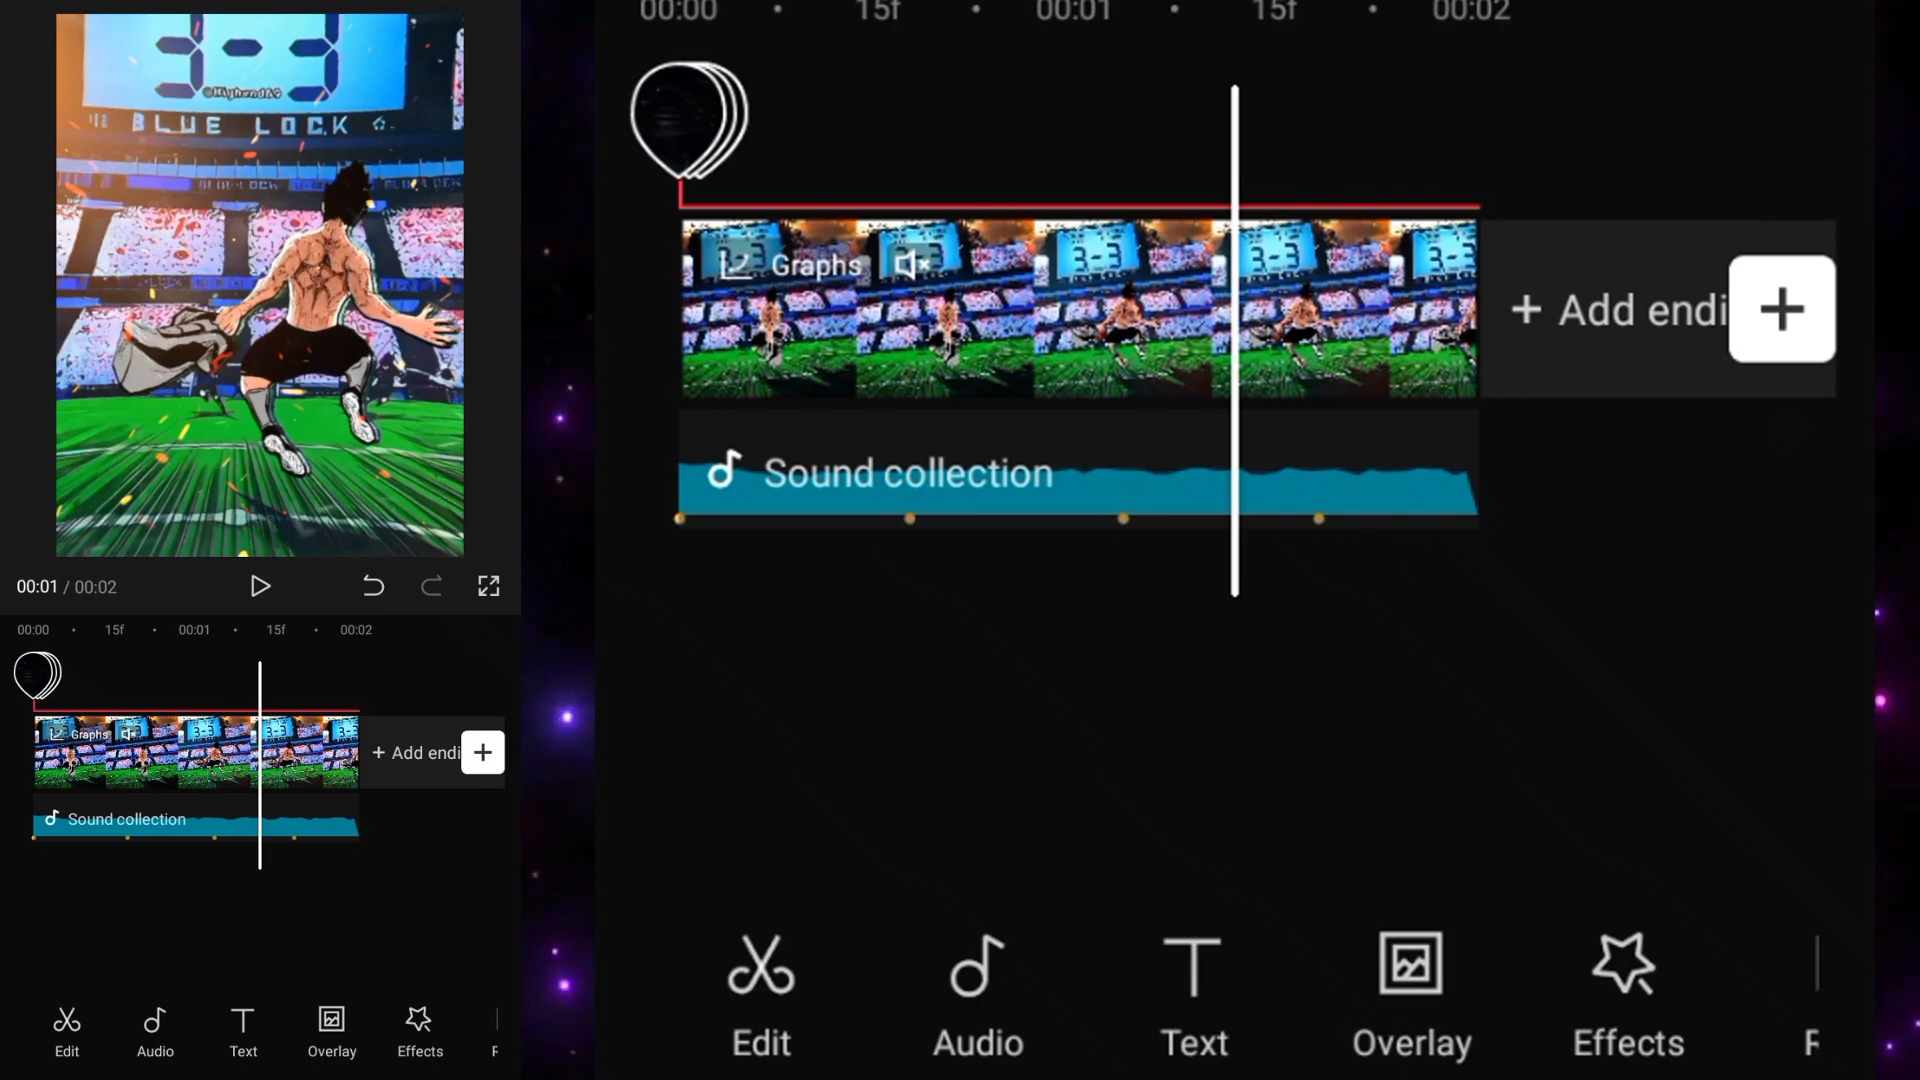 3-3
@Highend69
BLUE LOCK
00:01 / 00:02
00:00 15f 00:01 15f 00:02
Graphs
+ Add endi
Sound collection
Edit Audio Text Overlay Effects
00:00 15f 00:01 15f 00:02
Graphs
+ Add endi
Sound collection
Edit Audio Text Overlay Effects